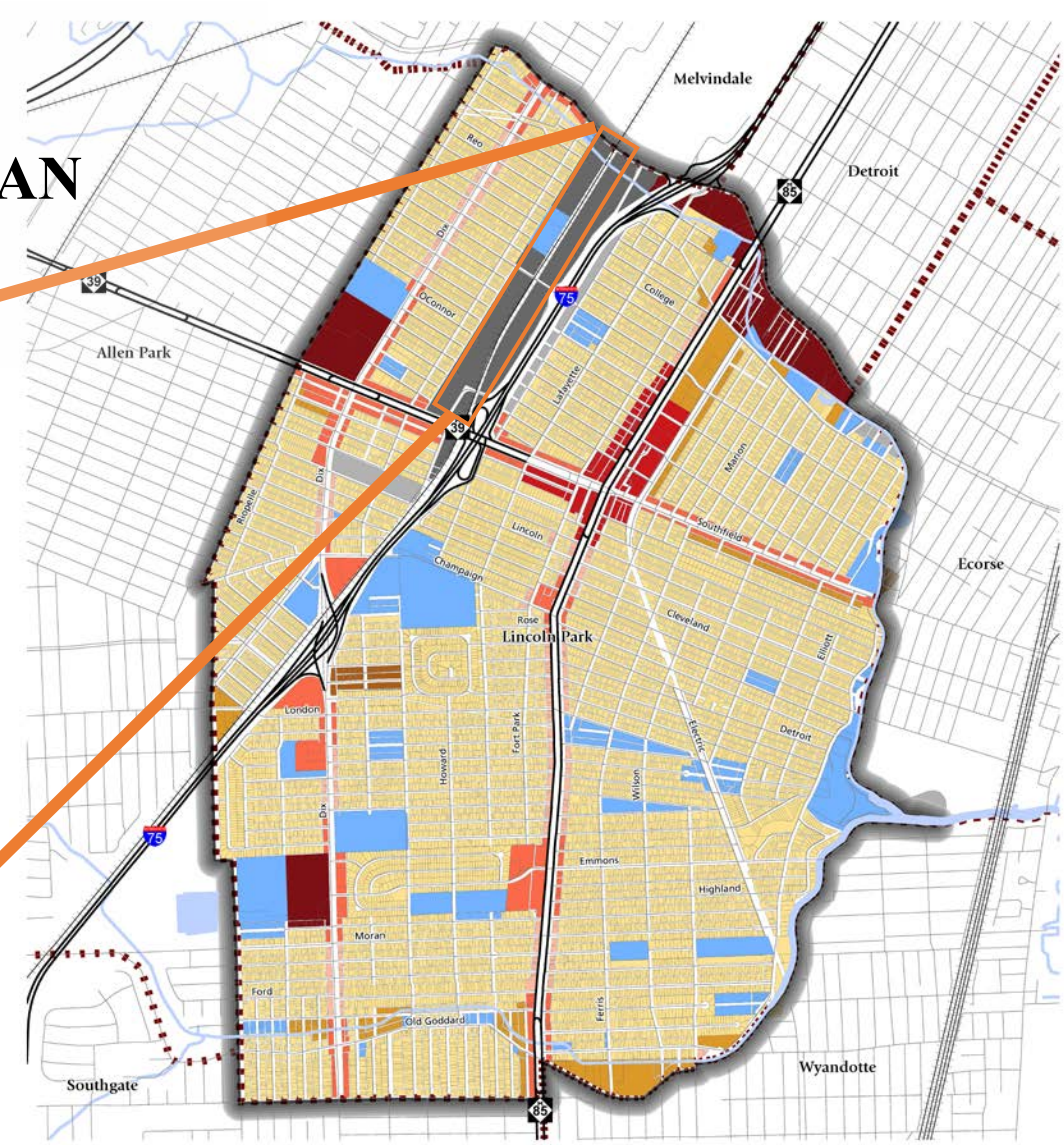 Melvindale
AN
Detroit
85
Reo
Dix
39
75
College
OConnor
Allen Park
Lafayette
39
Marion
Dix
Riopelle
Southfield
Lincoln
Ecorse
Champaign
Cleveland
Rose
Lincoln Park
Elliott
London
Fort Park
Electric
Detroit
Howard
Wilson
Dix
75
Emmons
Highland
Moran
Ford
Ferris
Old Goddard
Wyandotte
Southgate
85